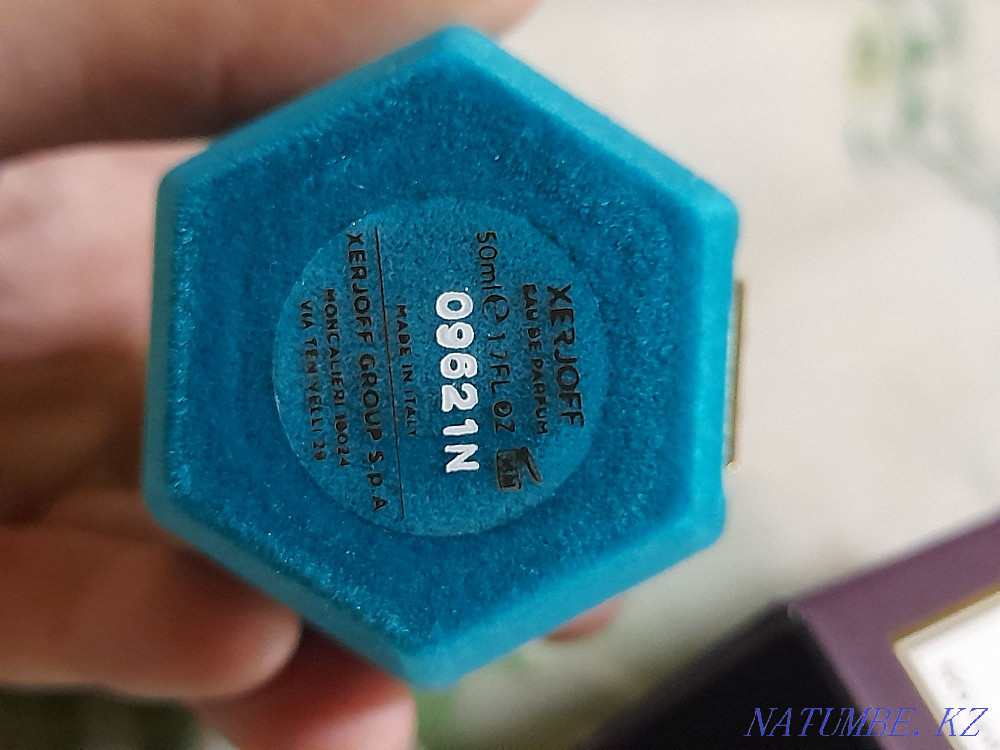 XERJOFF
EAU DE PARFUM
50ml e 1.7FL OZ
09621N
MADE IN ITALY
XERJOFF GROUP S.p.A
MONCALIERI 10024
VIA TENIVELLI 29
NATUMBE.KZ